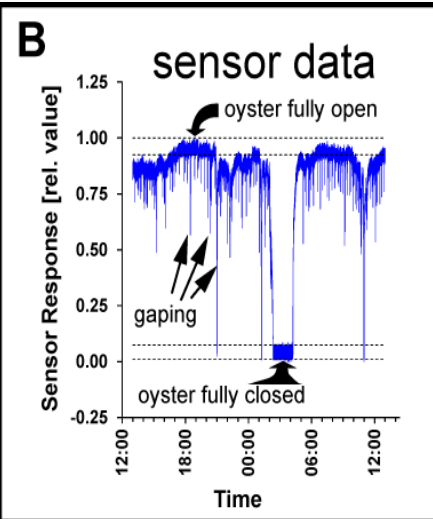 B
sensor data
Sensor Response [rel. value]
1.25
1.00
0.75
0.50
0.25
0.00
-0.25
oyster fully open
gaping
oyster fully closed
12:00
18:00
00:00
06:00
12:00
Time